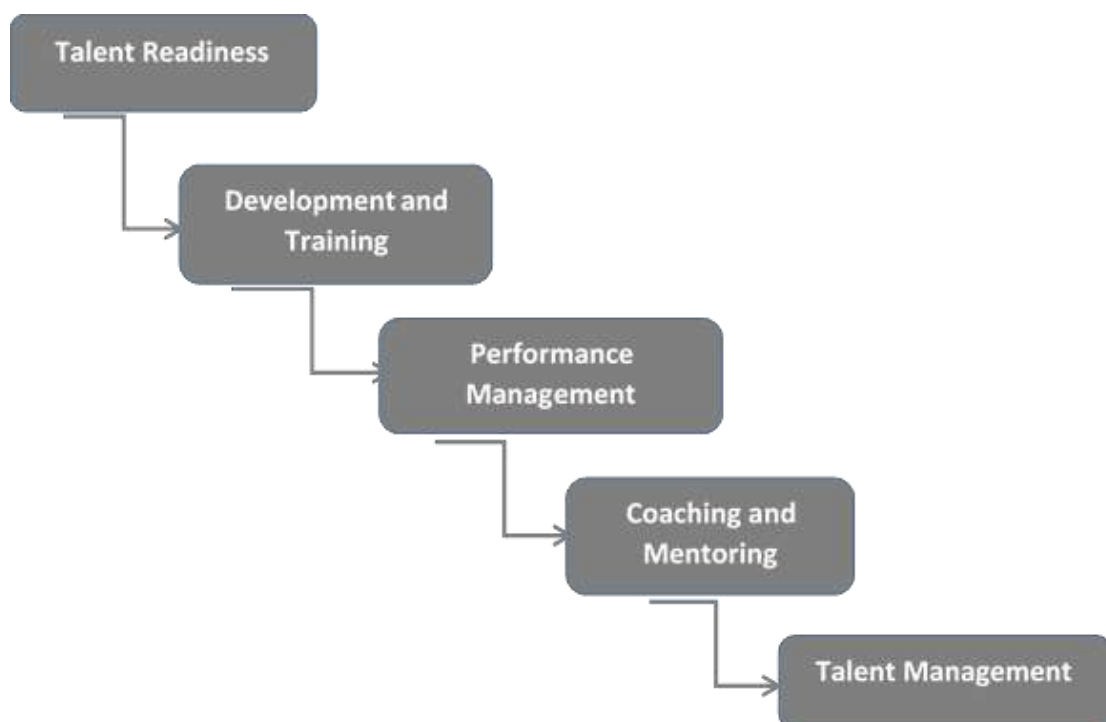 Talent Readiness
Development and
Training
Performance
Management
Coaching and
Mentoring
Talent Management